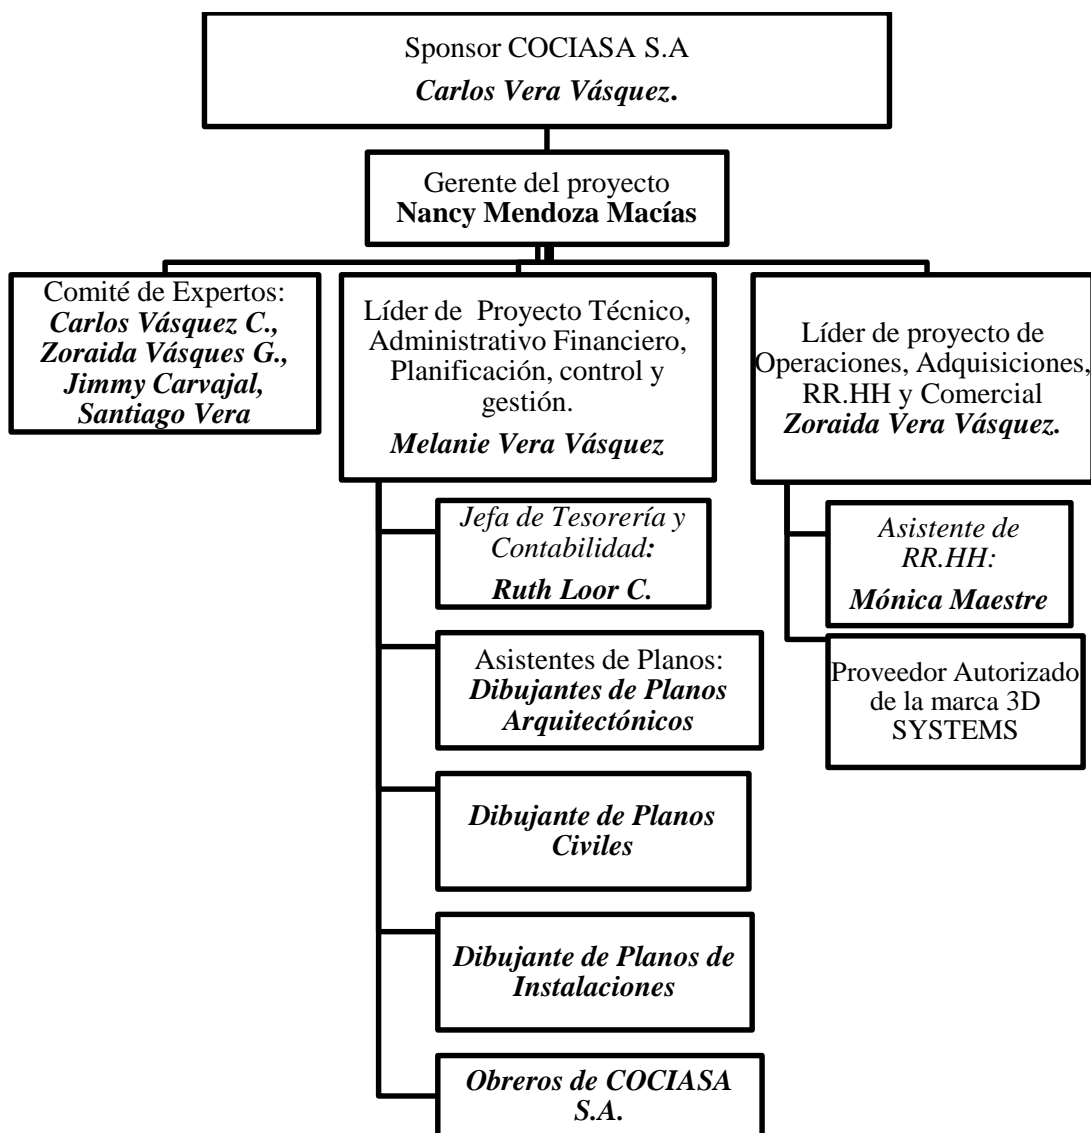 Sponsor COCIASA S.A
Carlos Vera Vásquez.
Gerente del proyecto
Nancy Mendoza Macías
Comité de Expertos:
Carlos Vásquez C.,
Zoraida Vásques G.,
Jimmy Carvajal,
Santiago Vera
Líder de Proyecto Técnico,
Administrativo Financiero,
Planificación, control y
gestión.
Melanie Vera Vásquez
Líder de proyecto de
Operaciones, Adquisiciones,
RR.HH y Comercial
Zoraida Vera Vásquez.
Jefa de Tesorería y
Contabilidad:
Ruth Loor C.
Asistentes de Planos:
Dibujantes de Planos
Arquitectónicos
Dibujante de Planos
Civiles
Dibujante de Planos de
Instalaciones
Obreros de COCIASA
S.A.
Asistente de
RR.HH:
Mónica Maestre
Proveedor Autorizado
de la marca 3D
SYSTEMS